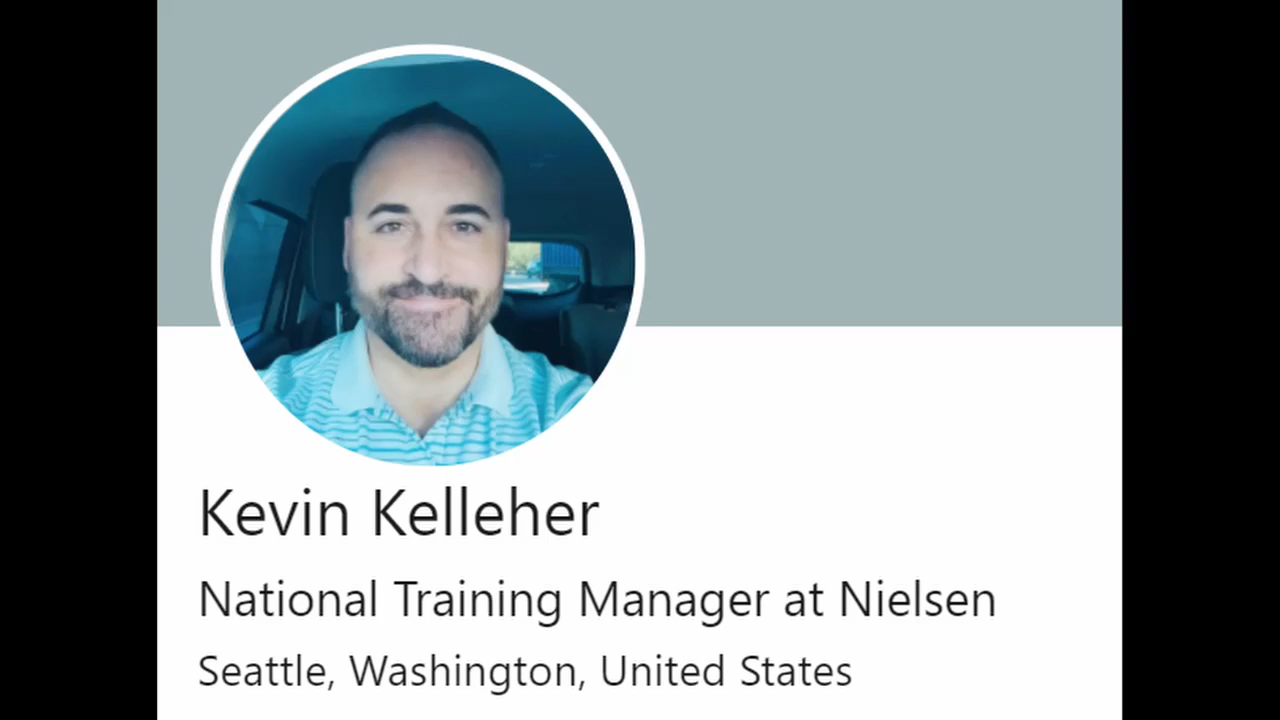 Kevin Kelleher
National Training Manager at Nielsen
Seattle, Washington, United States